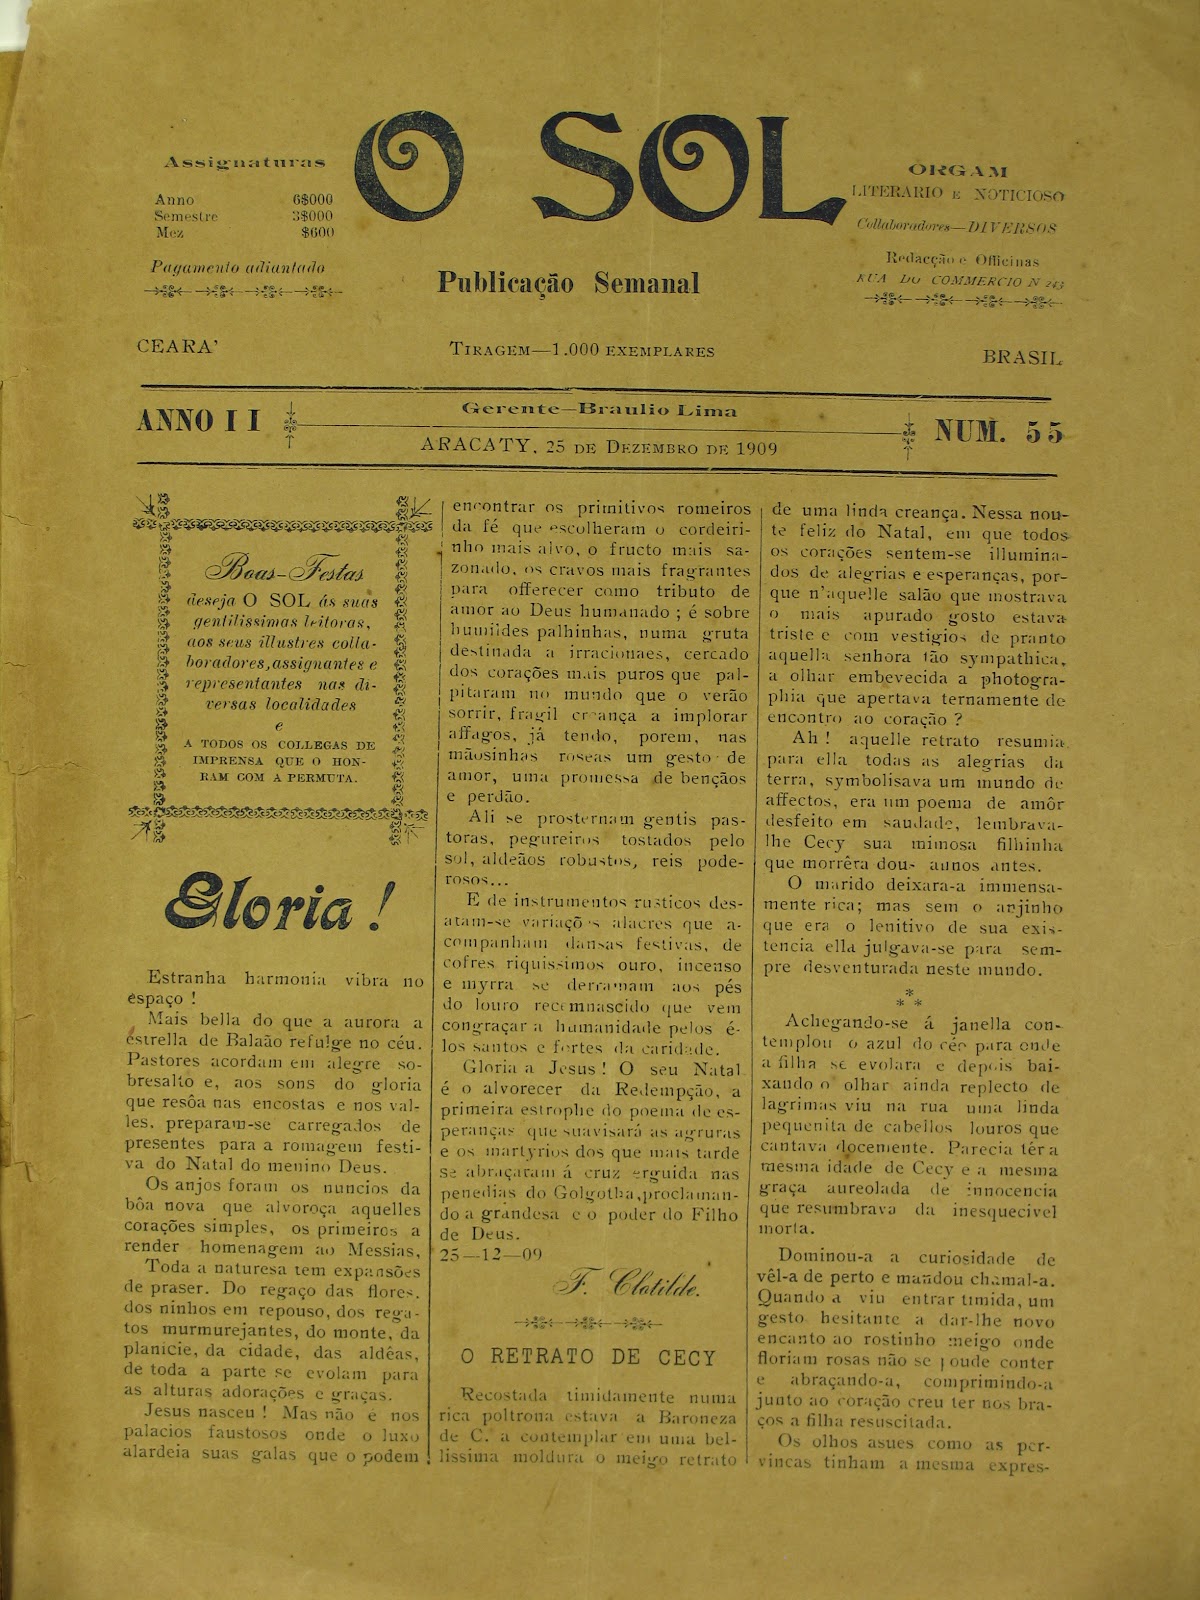 O SOL
Assignaturas
Anno 6$000
Semestre 3$000
Mez $600
Pagamento adiantado
Publicação Semanal
ORGAM
LITERARIO E NOTICIOSO
Collaboradores—DIVERSOS
Redacção e Officinas
RUA DO COMMERCIO N 243
CEARA'
TIRAGEM—1.000 EXEMPLARES
BRASIL
ANNO II
Gerente—Braulio Lima
ARACATY, 25 DE DEZEMBRO DE 1909
NUM. 55
Boas-Festas
deseja O SOL ás suas
gentilissimas leitoras,
aos seus illustres colla-
boradores, assignantes e
representantes nas di-
versas localidades
e
A TODOS OS COLLEGAS DE
IMPRENSA QUE O HON-
RAM COM A PERMUTA.
Gloria !
Estranha harmonia vibra no
espaço !
Mais bella do que a aurora a
estrella de Balaão refulge no céu.
Pastores acordam em alegre so-
bresalto e, aos sons do gloria
que resôa nas encostas e nos val-
les, preparam-se carregados de
presentes para a romagem festi-
va do Natal do menino Deus.
Os anjos foram os nuncios da
bôa nova que alvoroça aquelles
corações simples, os primeiros a
render homenagem ao Messias,
Toda a naturesa tem expansões
de praser. Do regaço das flores,
dos ninhos em repouso, dos rega-
tos murmurejantes, do monte, da
planicie, da cidade, das aldêas,
de toda a parte se evolam para
as alturas adorações e graças.
Jesus nasceu ! Mas não é nos
palacios faustosos onde o luxo
alardeia suas galas que o podem
encontrar os primitivos romeiros
da fé que escolheram o cordeiri-
nho mais alvo, o fructo mais sa-
zonado, os cravos mais fragrantes
para offerecer como tributo de
amor ao Deus humanado ; é sobre
humildes palhinhas, numa gruta
destinada a irracionaes, cercado
dos corações mais puros que pal-
pitaram no mundo que o verão
sorrir, fragil creança a implorar
affagos, já tendo, porem, nas
mãosinhas roseas um gesto de
amor, uma promessa de bençãos
e perdão.
Ali se prosternam gentis pas-
toras, pegureiros tostados pelo
sol, aldeãos robustos, reis pode-
rosos...
E de instrumentos rusticos des-
atam-se variações alacres que a-
companham dansas festivas, de
cofres riquissimos ouro, incenso
e myrra se derramam aos pés
do louro recemnascido que vem
congraçar a humanidade pelos é-
los santos e fortes da caridade.
Gloria a Jesus ! O seu Natal
é o alvorecer da Redempção, a
primeira estrophe do poema de es-
peranças que suavisará as agruras
e os martyrios dos que mais tarde
se abraçaram á cruz erguida nas
penedias do Golgotha, proclaman-
do a grandesa e o poder do Filho
de Deus.
25—12—09
F. Clotilde.
O RETRATO DE CECY
Recostada timidamente numa
rica poltrona estava a Baroneza
de C. a contemplar em uma bel-
lissima moldura o meigo retrato
de uma linda creança. Nessa nou-
te feliz do Natal, em que todos
os corações sentem-se illumina-
dos de alegrias e esperanças, por-
que n'aquelle salão que mostrava
o mais apurado gosto estava
triste e com vestigios de pranto
aquella senhora tão sympathica,
a olhar embevecida a photogra-
phia que apertava ternamente de
encontro ao coração ?
Ah ! aquelle retrato resumia
para ella todas as alegrias da
terra, symbolisava um mundo de
affectos, era um poema de amôr
desfeito em saudade, lembrava-
lhe Cecy sua mimosa filhinha
que morrêra dous annos antes.
O marido deixara-a immensa-
mente rica; mas sem o anjinho
que era o lenitivo de sua exis-
tencia ella julgava-se para sem-
pre desventurada neste mundo.
*
* *
Achegando-se á janella con-
templou o azul do céo para onde
a filha se evolara e depois bai-
xando o olhar ainda replecto de
lagrimas viu na rua uma linda
pequenita de cabellos louros que
cantava docemente. Parecia têr a
mesma idade de Cecy e a mesma
graça aureolada de innocencia
que resumbrava da inesquecivel
morta.
Dominou-a a curiosidade de
vêl-a de perto e mandou chamal-a.
Quando a viu entrar timida, um
gesto hesitante a dar-lhe novo
encanto ao rostinho meigo onde
floriam rosas não se poude conter
e abraçando-a, comprimindo-a
junto ao coração creu ter nos bra-
ços a filha resuscitada.
Os olhos asues como as per-
vincas tinham a mesma expres-